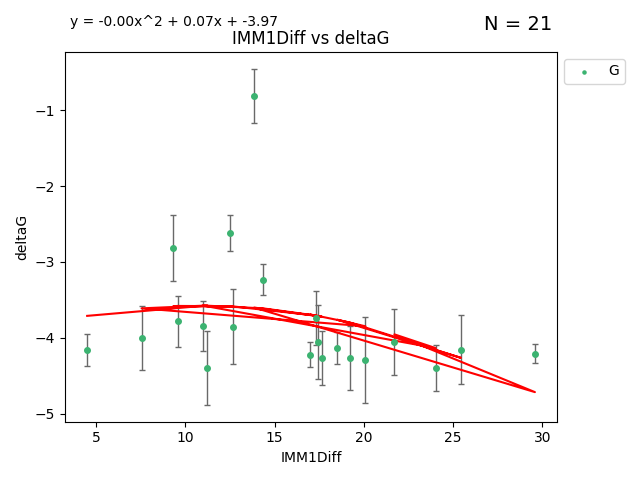 y = -0.00x^2 + 0.07x + -3.97
N = 21
IMM1Diff vs deltaG
G
deltaG
−1
−2
−3
−4
−5
5 10 15 20 25 30
IMM1Diff